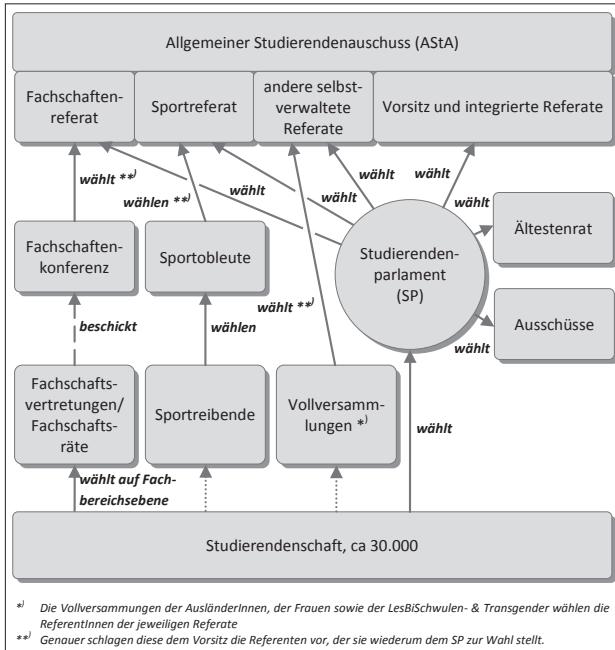 Allgemeiner Studierendenauschuss (AStA)
Fachschaften-
referat
Sportreferat
andere selbst-
verwaltete
Referate
Vorsitz und integrierte Referate
wählt **)
wählen **)
wählt
wählt
wählt
wählt
wählt
Fachschaften-
konferenz
Sportobleute
Studierenden-
parlament
(SP)
Ältestenrat
wählt **)
beschickt
wählen
Ausschüsse
wählt
Fachschafts-
vertretungen/
Fachschafts-
räte
Sportreibende
Vollversamm-
lungen *)
wählt
wählt auf Fach-
bereichsebene
Studierendenschaft, ca 30.000
*) Die Vollversammungen der AusländerInnen, der Frauen sowie der LesBiSchwulen- & Transgender wählen die
ReferentInnen der jeweiligen Referate
**) Genauer schlagen diese dem Vorsitz die Referenten vor, der sie wiederum dem SP zur Wahl stellt.